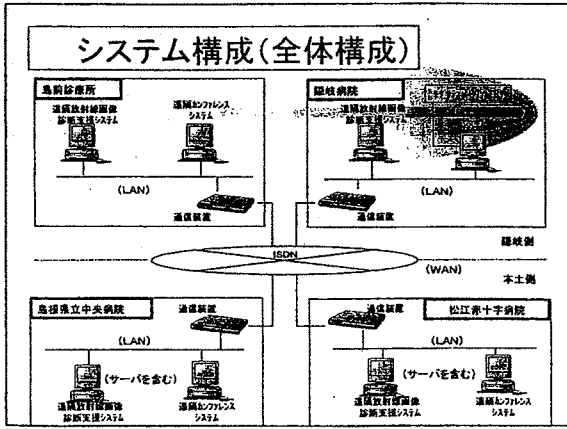 システム構成(全体構成)
島前診療所
遠隔放射線画像
診断支援システム
遠隔カンファレンス
システム
(LAN)
通信装置
隠岐病院
遠隔放射線画像
診断支援システム
(LAN)
通信装置
隠岐側
ISDN
(WAN)
本土側
島根県立中央病院
通信装置
(LAN)
(サーバを含む)
遠隔放射線画像
診断支援システム
遠隔カンファレンス
システム
通信装置
松江赤十字病院
(LAN)
(サーバを含む)
遠隔放射線画像
診断支援システム
遠隔カンファレンス
システム